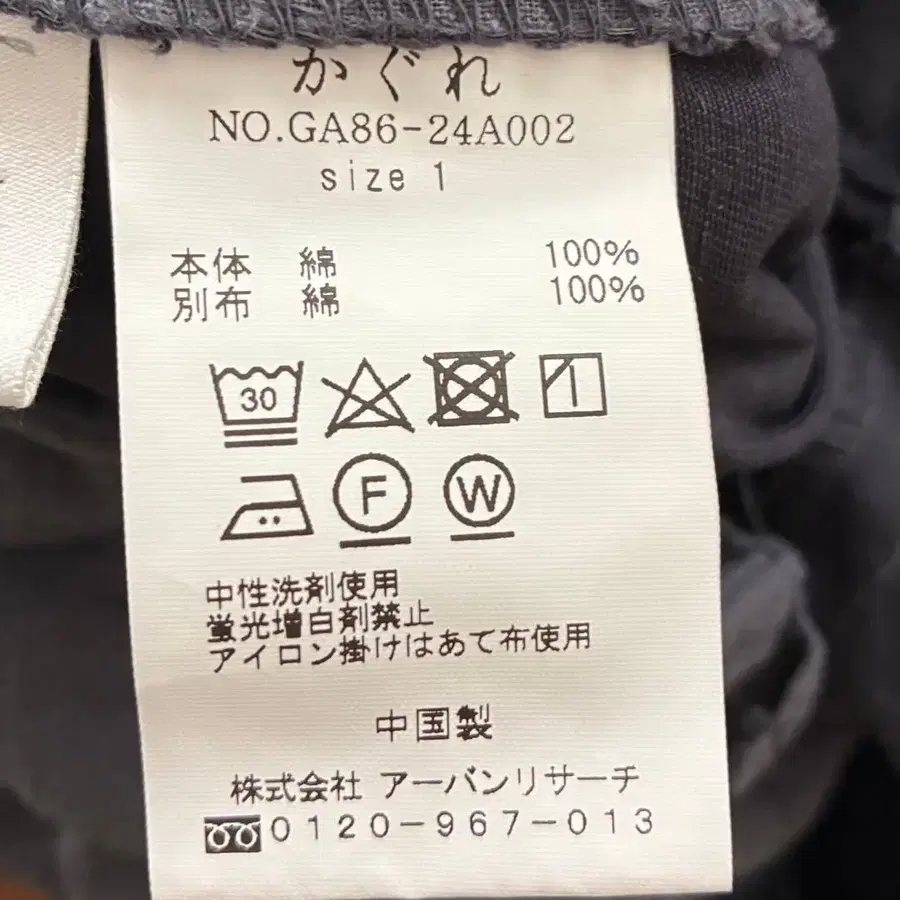 かぐれ
NO.GA86-24A002
size 1
本体 綿 100%
別布 綿 100%
30
F W
中性洗剤使用
蛍光増白剤禁止
アイロン掛けはあて布使用
中国製
株式会社 アーバンリサーチ
0120-967-013